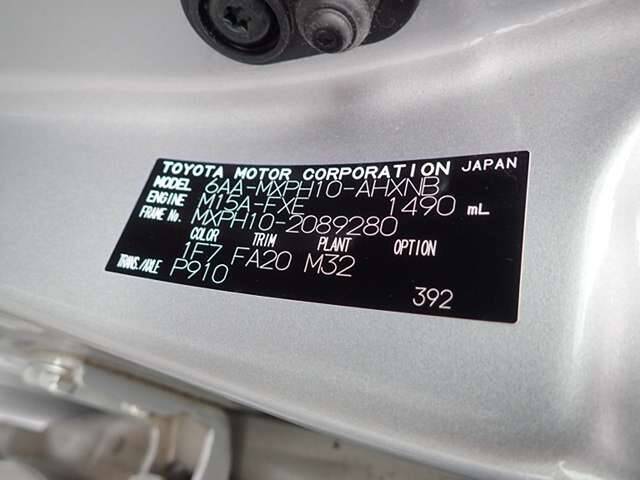 TOYOTA MOTOR CORPORATION JAPAN
MODEL 6AA-MXPH10-AHXNB
ENGINE M15A-FXE 1490 mL
FRAME No. MXPH10-2089280
COLOR TRIM PLANT OPTION
1F7 FA20 M32
TRANS./AXLE P910
392